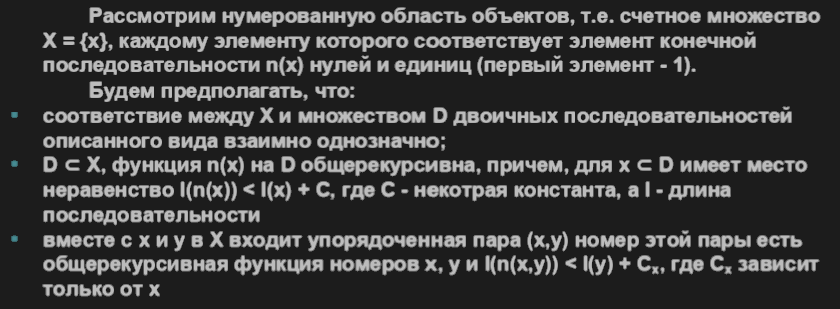 Рассмотрим нумерованную область объектов, т.е. счетное множество
X = {x}, каждому элементу которого соответствует элемент конечной
последовательности n(x) нулей и единиц (первый элемент - 1).
Будем предполагать, что:
соответствие между X и множеством D двоичных последовательностей
описанного вида взаимно однозначно;
D ⊂ X, функция n(x) на D общерекурсивна, причем, для x ⊂ D имеет место
неравенство l(n(x)) < l(x) + C, где C - некотрая константа, а l - длина
последовательности
вместе с x и y в X входит упорядоченная пара (x,y) номер этой пары есть
общерекурсивная функция номеров x, y и l(n(x,y)) < l(y) + Cₓ, где Cₓ зависит
только от x